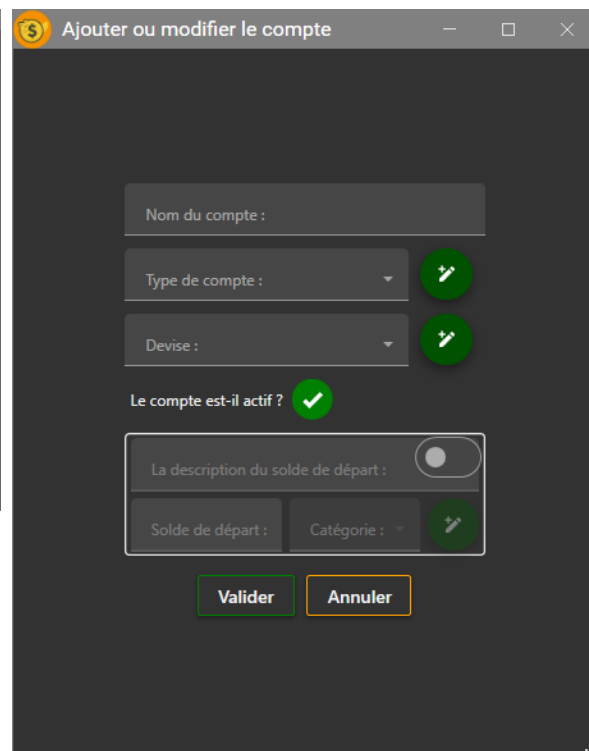 $
Ajouter ou modifier le compte
Nom du compte :
Type de compte :
Devise :
Le compte est-il actif ?
La description du solde de départ :
Solde de départ :
Catégorie :
Valider
Annuler